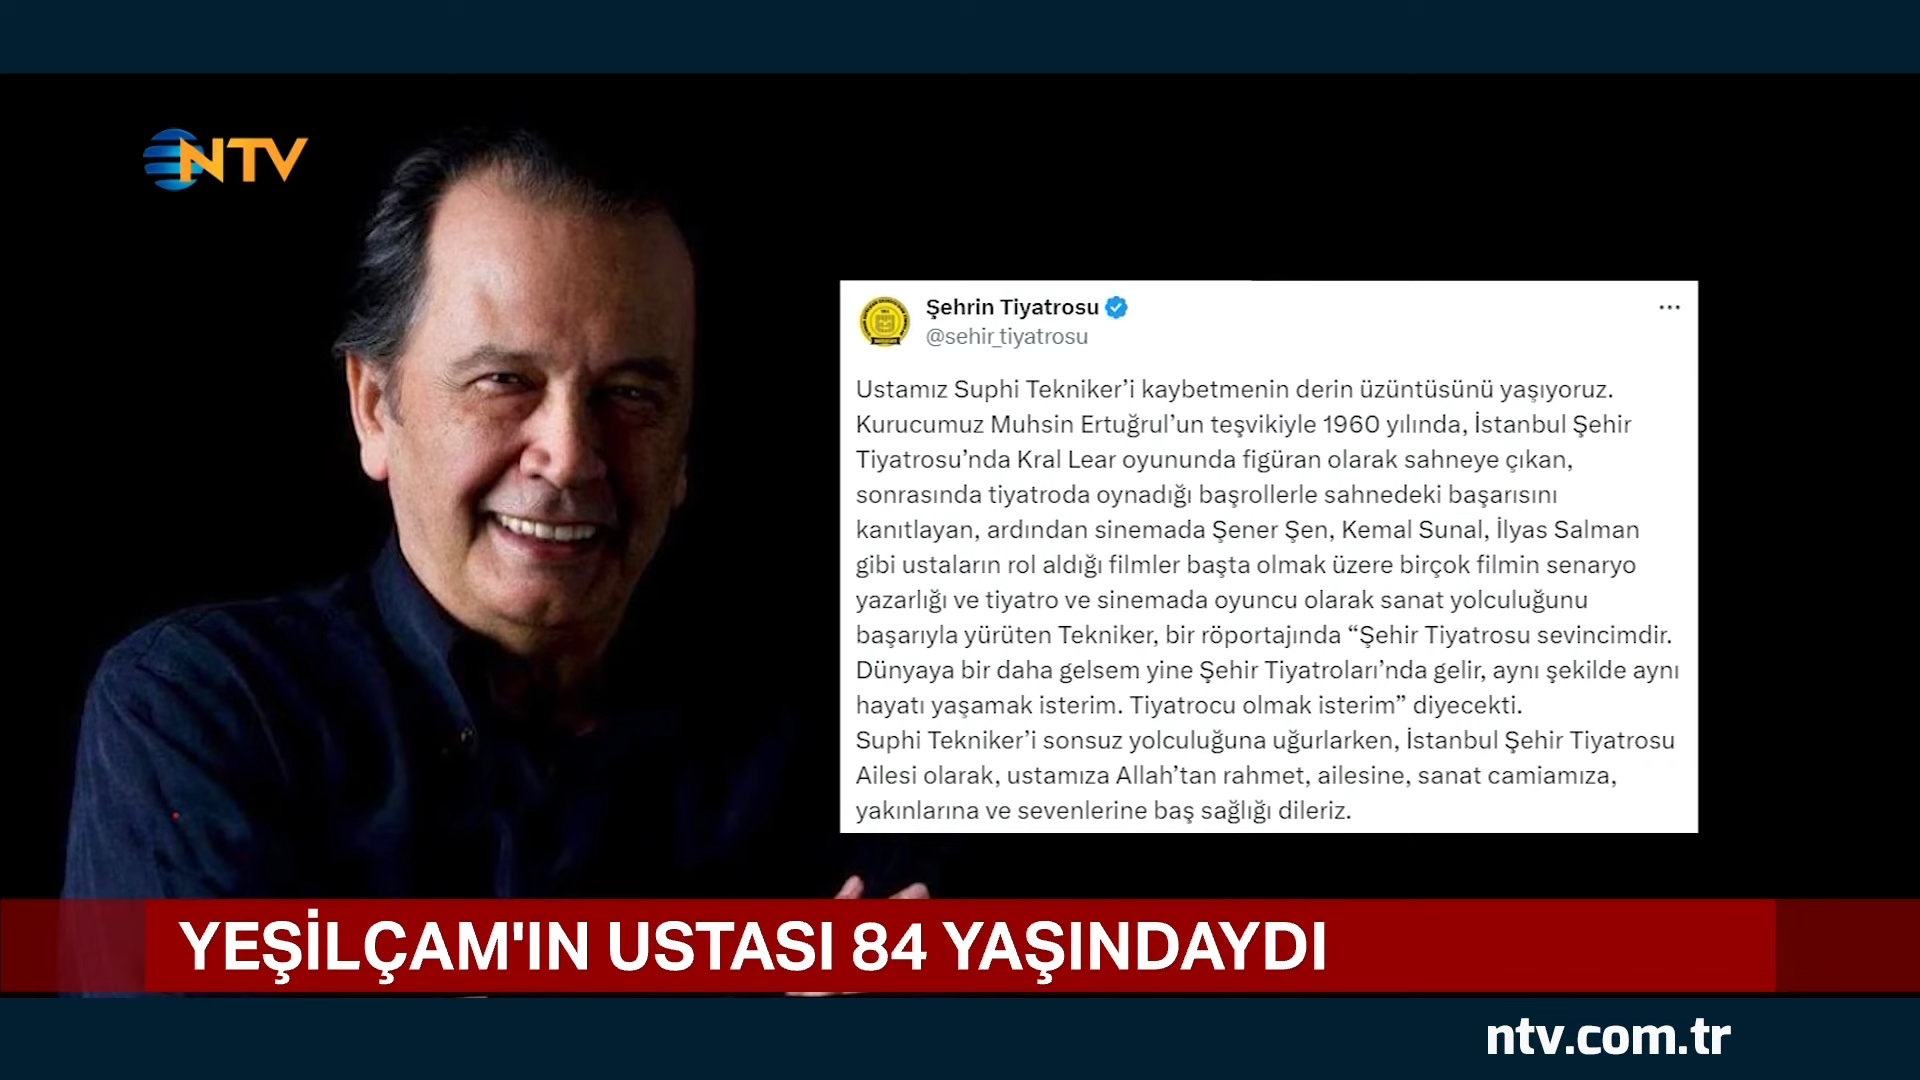 NTV
Şehrin Tiyatrosu
@sehir_tiyatrosu
Ustamız Suphi Tekniker’i kaybetmenin derin üzüntüsünü yaşıyoruz.
Kurucumuz Muhsin Ertuğrul’un teşvikiyle 1960 yılında, İstanbul Şehir
Tiyatrosu’nda Kral Lear oyununda figüran olarak sahneye çıkan,
sonrasında tiyatroda oynadığı başrollerle sahnedeki başarısını
kanıtlayan, ardından sinemada Şener Şen, Kemal Sunal, İlyas Salman
gibi ustaların rol aldığı filmler başta olmak üzere birçok filmin senaryo
yazarlığı ve tiyatro ve sinemada oyuncu olarak sanat yolculuğunu
başarıyla yürüten Tekniker, bir röportajında “Şehir Tiyatrosu sevincimdir.
Dünyaya bir daha gelsem yine Şehir Tiyatroları’nda gelir, aynı şekilde aynı
hayatı yaşamak isterim. Tiyatrocu olmak isterim” diyecekti.
Suphi Tekniker’i sonsuz yolculuğuna uğurlarken, İstanbul Şehir Tiyatrosu
Ailesi olarak, ustamıza Allah’tan rahmet, ailesine, sanat camiamıza,
yakınlarına ve sevenlerine baş sağlığı dileriz.
YEŞİLÇAM'IN USTASI 84 YAŞINDAYDI
ntv.com.tr